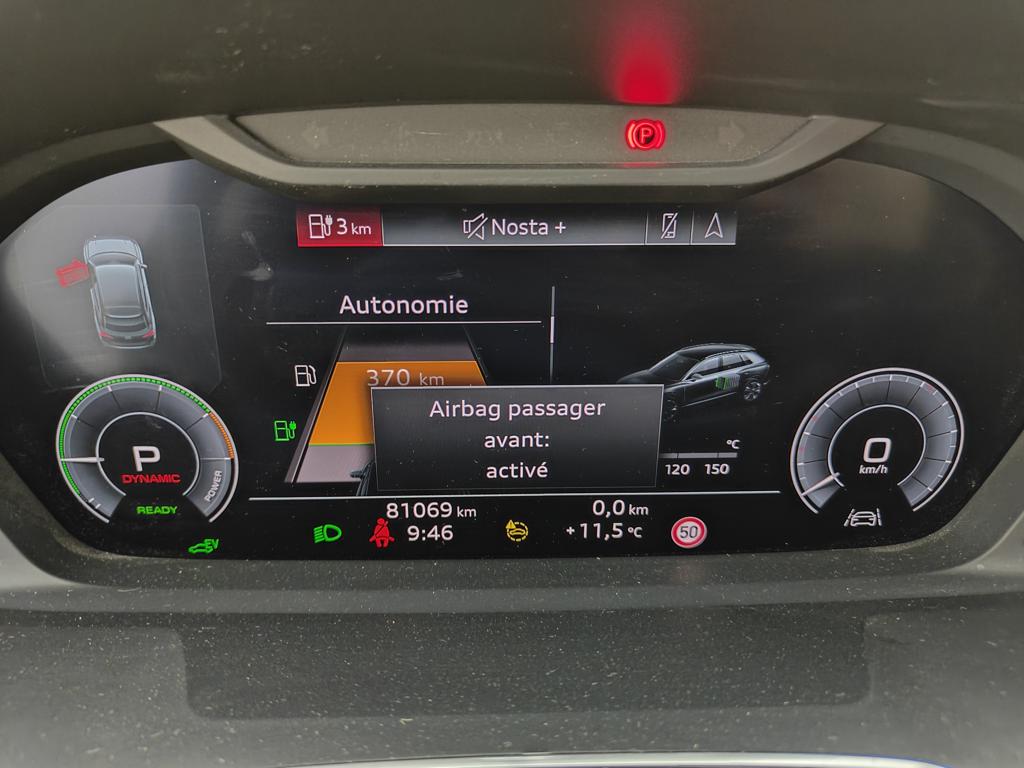 P
3 km
Nosta +
Autonomie
370 km
Airbag passager
avant:
activé
°C
120 150
P
DYNAMIC
READY
POWER
0
km/h
81069 km
0,0 km
EV
9:46
+11,5 °C
50